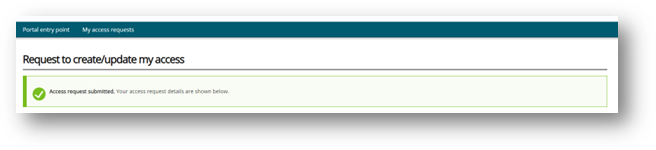 Portal entry point My access requests
Request to create/update my access
Access request submitted. Your access request details are shown below.